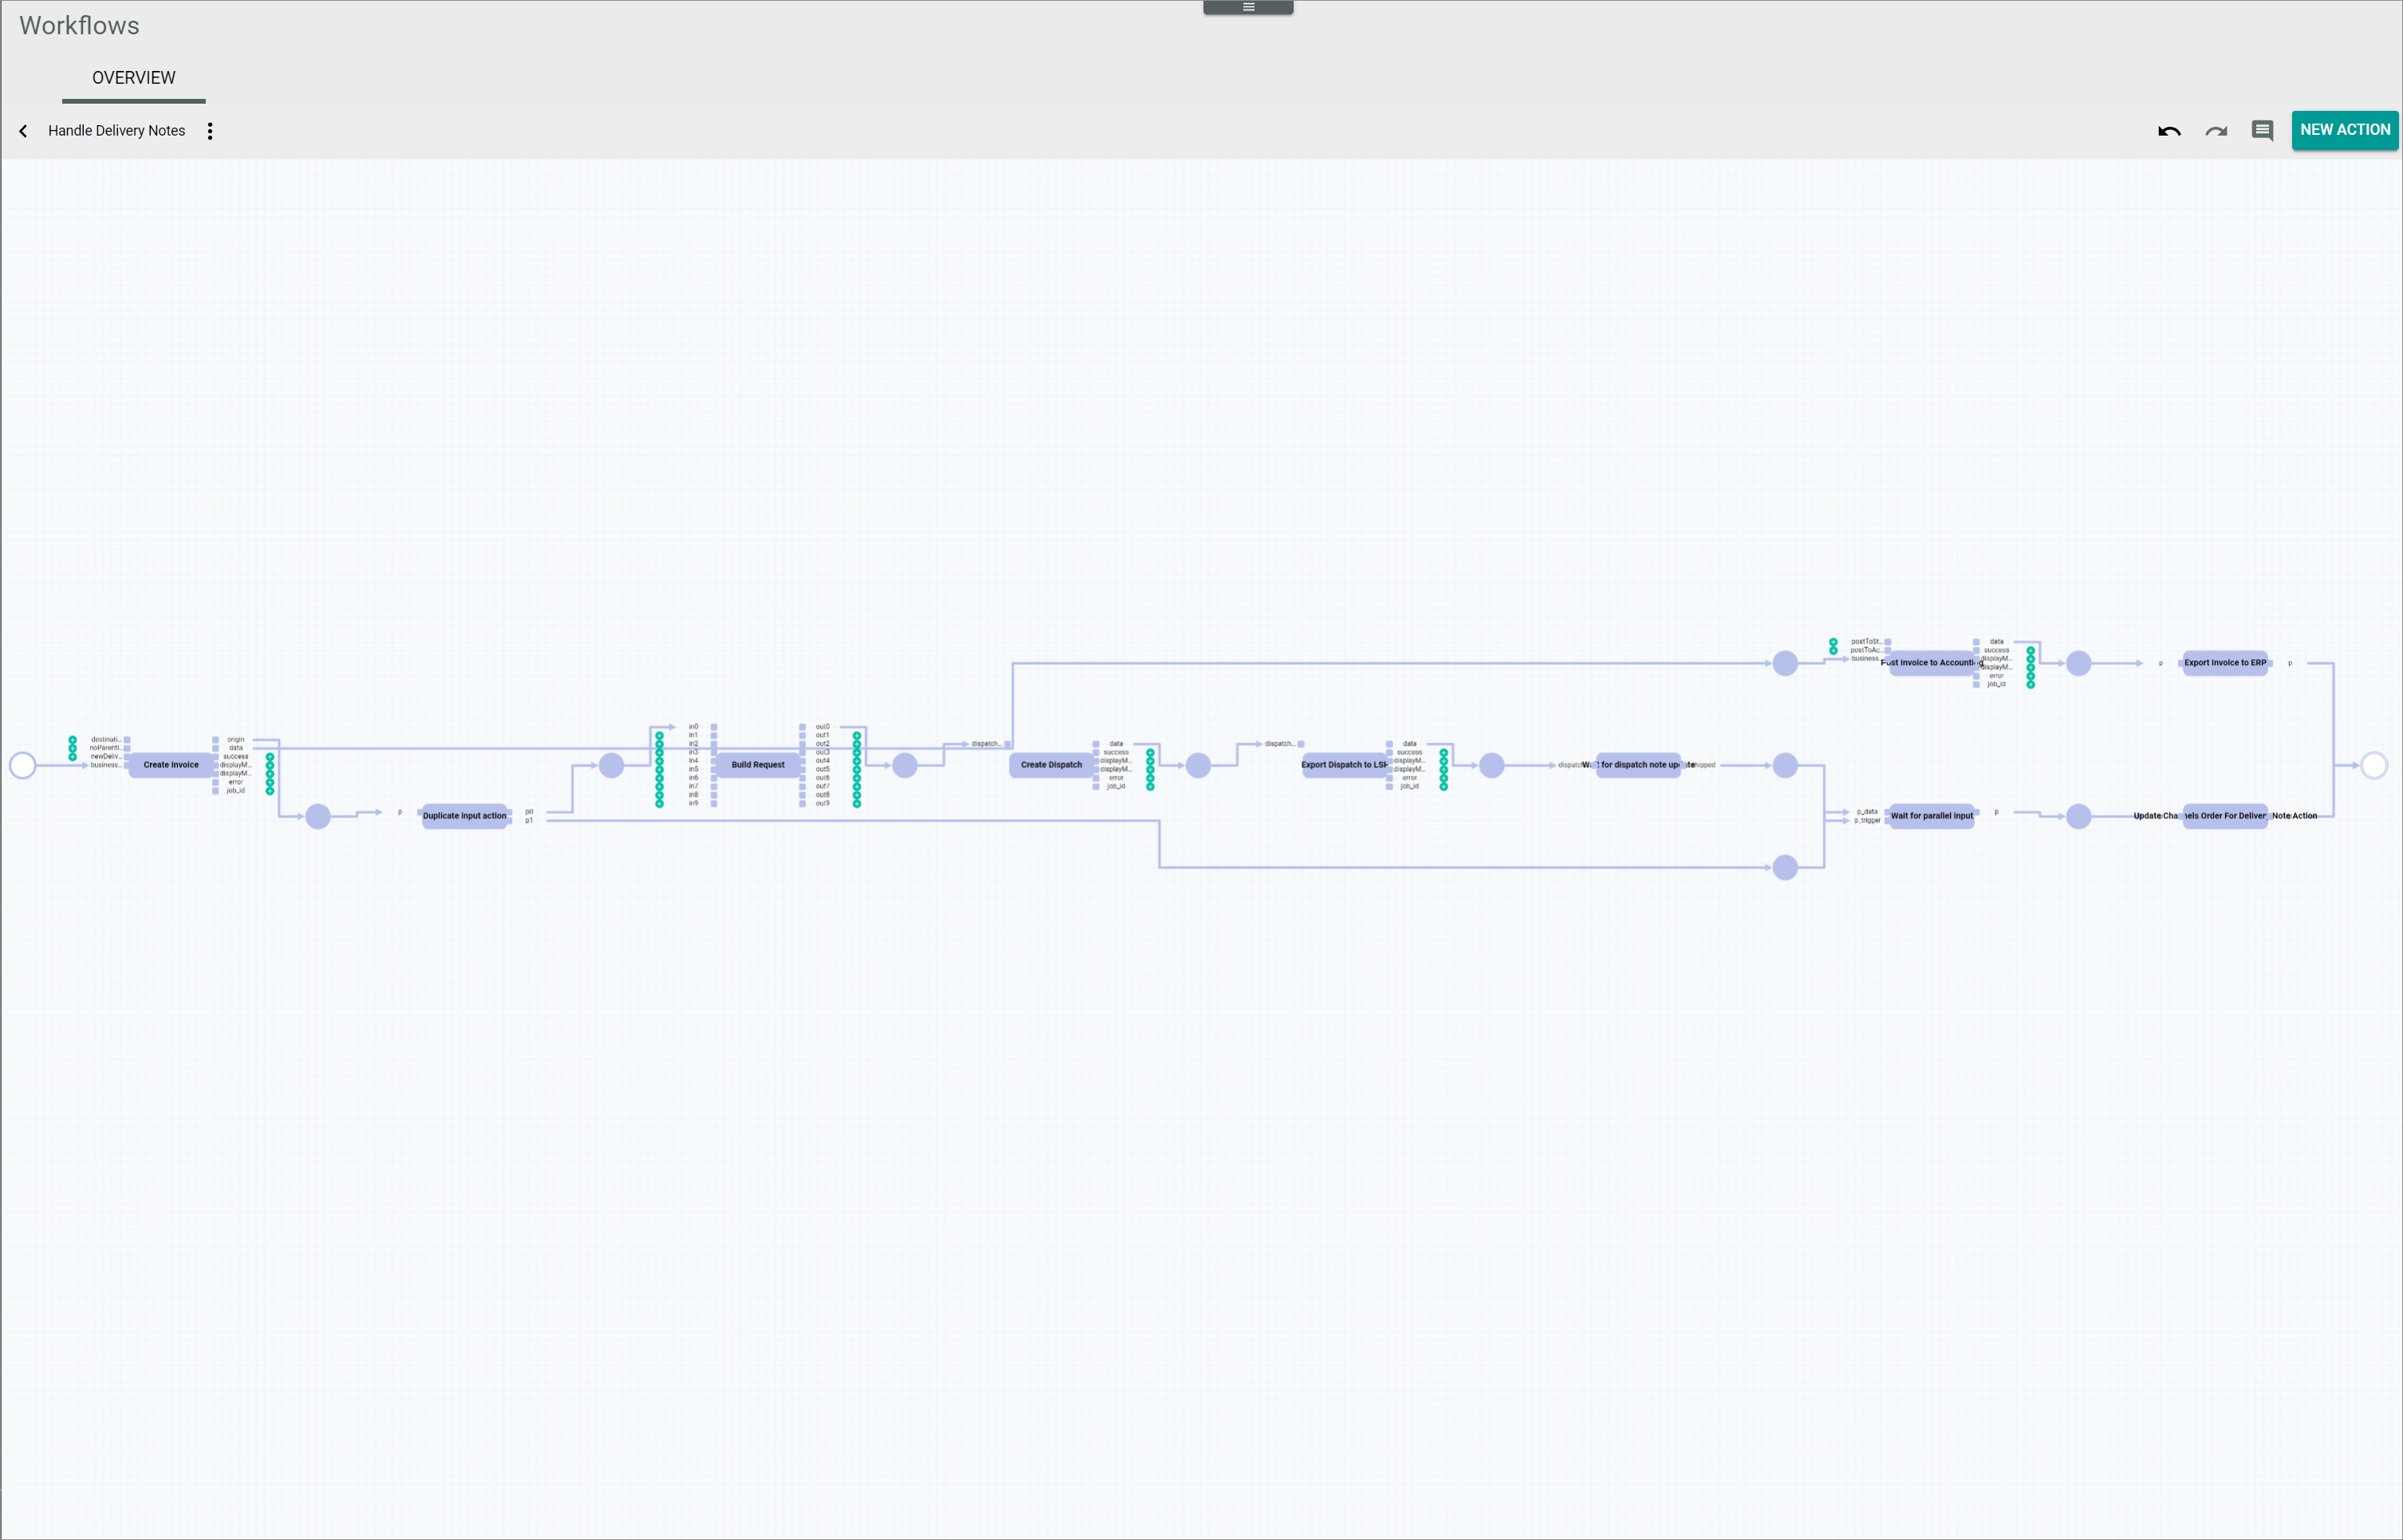 Workflows
OVERVIEW
Handle Delivery Notes
NEW ACTION
destinati...
noParentI...
newDeliv...
business...
Create Invoice
origin
data
success
displayM...
displayM...
error
job_id
p
Duplicate input action
p0
p1
in0
in1
in2
in3
in4
in5
in6
in7
in8
in9
Build Request
out0
out1
out2
out3
out4
out5
out6
out7
out8
out9
dispatch...
Create Dispatch
data
success
displayM...
displayM...
error
job_id
dispatch...
Export Dispatch to LSP
data
success
displayM...
displayM...
error
job_id
Wait for dispatch note update
postToSt...
postToAc...
business...
Post Invoice to Accounting
data
success
displayM...
displayM...
error
job_id
p
Export Invoice to ERP
p
p_data
p_trigger
Wait for parallel input
p
Update Channels Order For Delivery Note Action